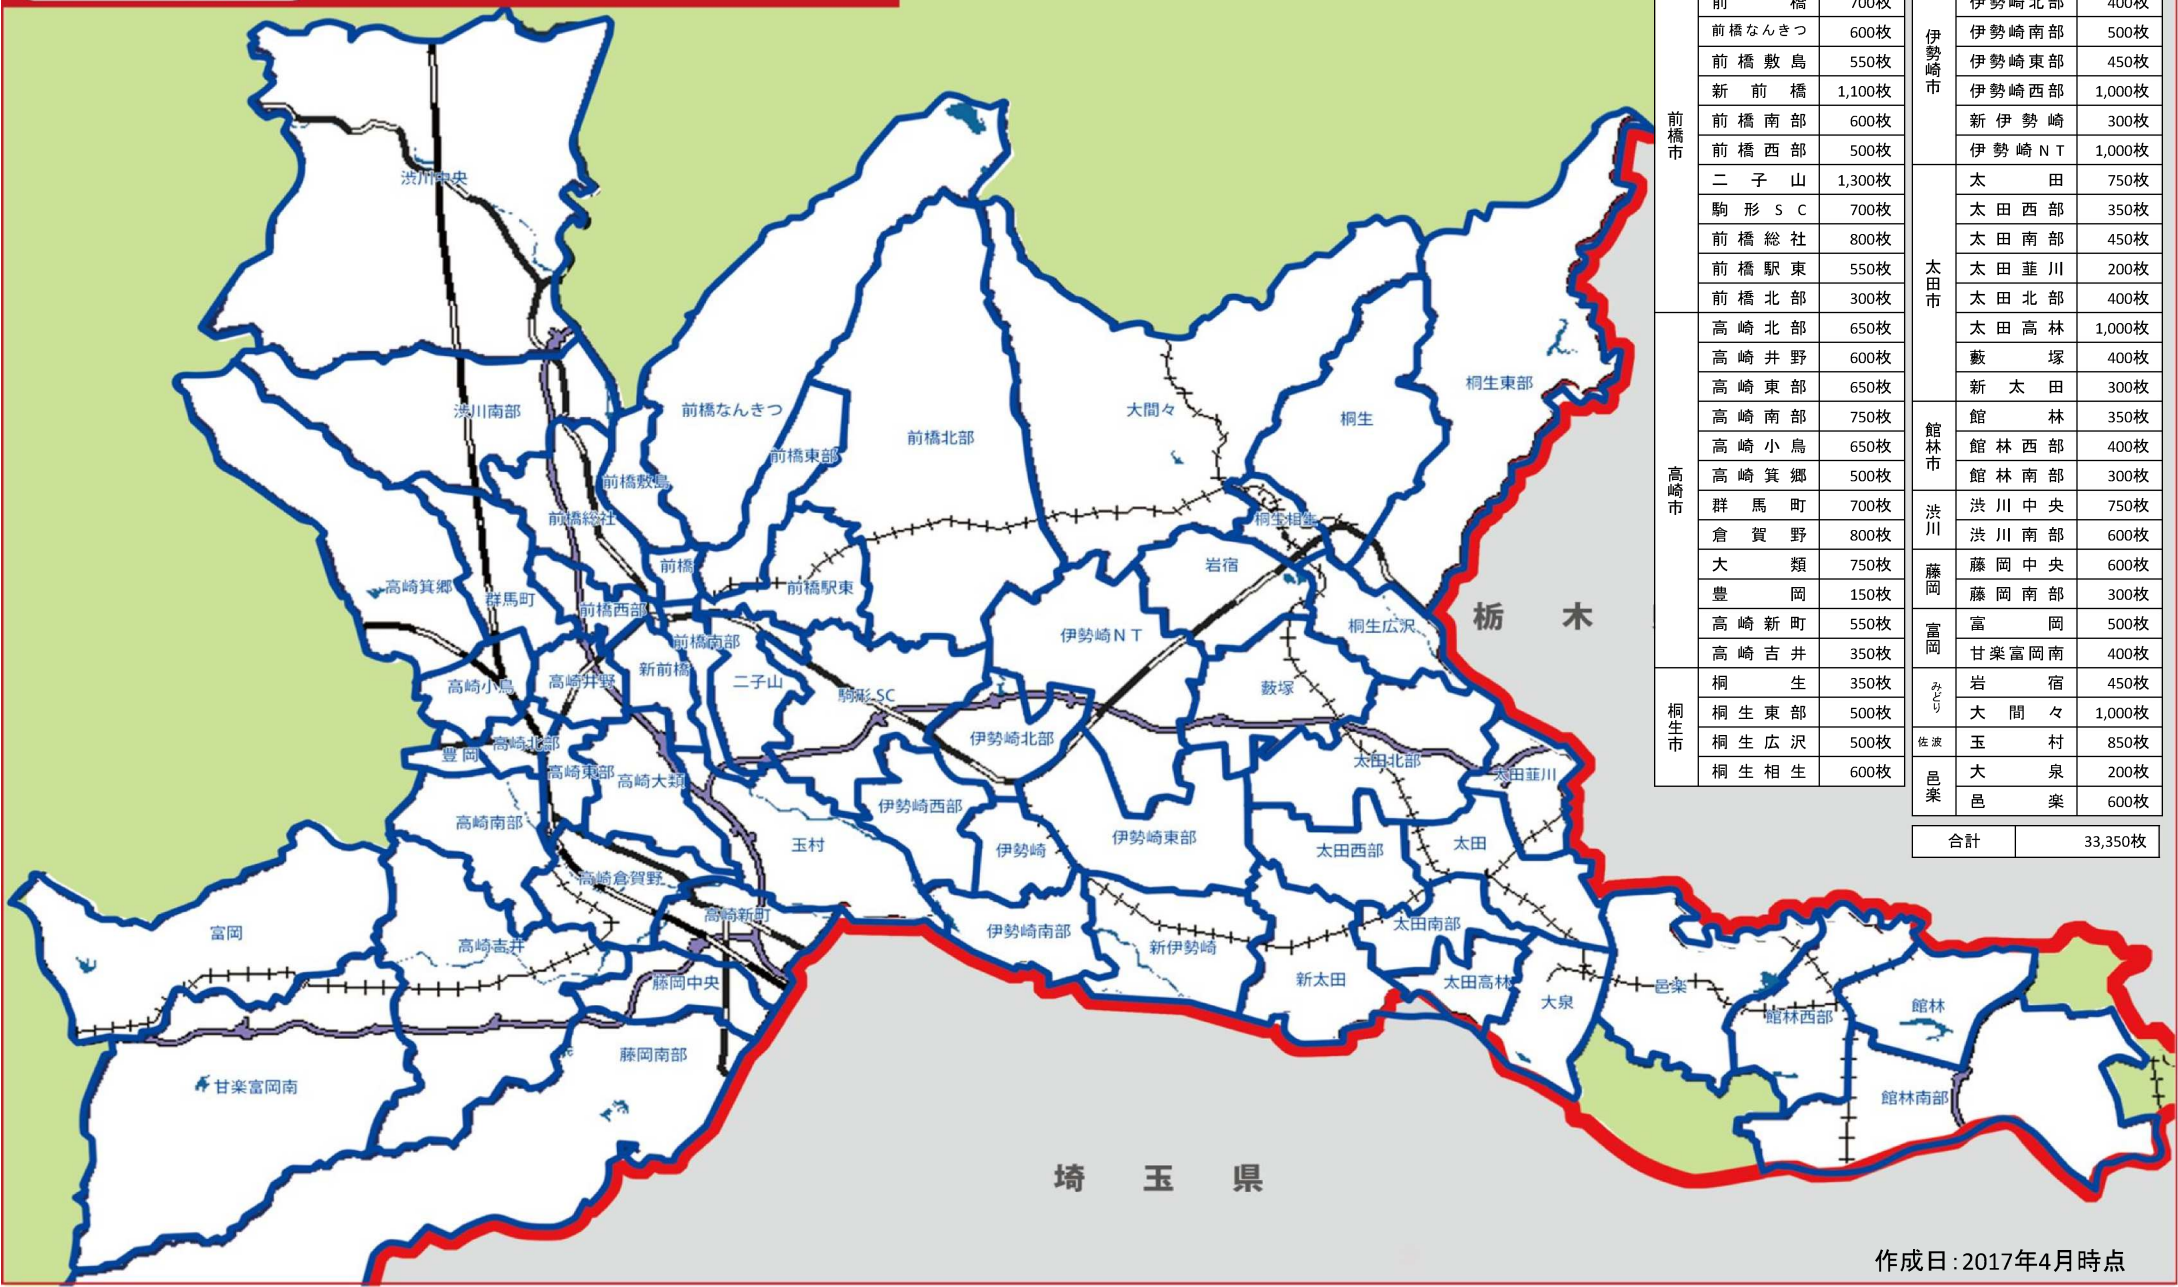 渋川中央
渋川南部
前橋なんきつ
前橋東部
前橋北部
大間々
桐生
桐生東部
前橋敷島
前橋総社
桐生相生
前橋
前橋駅東
岩宿
高崎箕郷
群馬町
前橋西部
前橋南部
新前橋
伊勢崎NT
桐生広沢
栃 木
高崎小鳥
高崎井野
二子山
駒形SC
藪塚
豊岡
高崎北部
伊勢崎北部
高崎東部
高崎大類
太田北部
太田韮川
高崎南部
伊勢崎西部
玉村
伊勢崎
伊勢崎東部
太田西部
太田
高崎倉賀野
高崎新町
富岡
高崎吉井
伊勢崎南部
新伊勢崎
太田南部
藤岡中央
新太田
太田高林
大泉
邑楽
館林西部
館林
藤岡南部
甘楽富岡南
館林南部
埼 玉 県
前橋市
前橋 700枚
前橋なんきつ 600枚
前橋敷島 550枚
新前橋 1,100枚
前橋南部 600枚
前橋西部 500枚
二子山 1,300枚
駒形SC 700枚
前橋総社 800枚
前橋駅東 550枚
前橋北部 300枚
高崎市
高崎北部 650枚
高崎井野 600枚
高崎東部 650枚
高崎南部 750枚
高崎小鳥 650枚
高崎箕郷 500枚
群馬町 700枚
倉賀野 800枚
大類 750枚
豊岡 150枚
高崎新町 550枚
高崎吉井 350枚
桐生市
桐生 350枚
桐生東部 500枚
桐生広沢 500枚
桐生相生 600枚
伊勢崎市
伊勢崎北部 400枚
伊勢崎南部 500枚
伊勢崎東部 450枚
伊勢崎西部 1,000枚
新伊勢崎 300枚
伊勢崎NT 1,000枚
太田市
太田 750枚
太田西部 350枚
太田南部 450枚
太田韮川 200枚
太田北部 400枚
太田高林 1,000枚
藪塚 400枚
新太田 300枚
館林市
館林 350枚
館林西部 400枚
館林南部 300枚
渋川
渋川中央 750枚
渋川南部 600枚
藤岡
藤岡中央 600枚
藤岡南部 300枚
富岡
富岡 500枚
甘楽富岡南 400枚
みどり
岩宿 450枚
大間々 1,000枚
佐波
玉村 850枚
邑楽
大泉 200枚
邑楽 600枚
合計 33,350枚
作成日：2017年4月時点